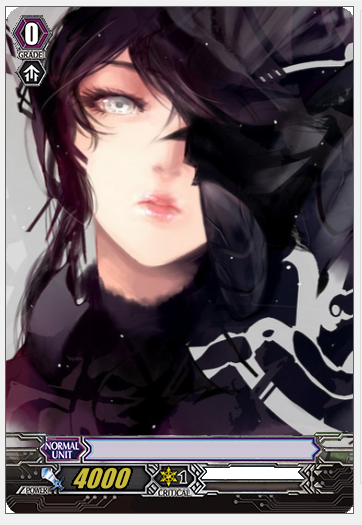 0
GRADE
NORMAL
UNIT
POWER 4000 1
CRITICAL